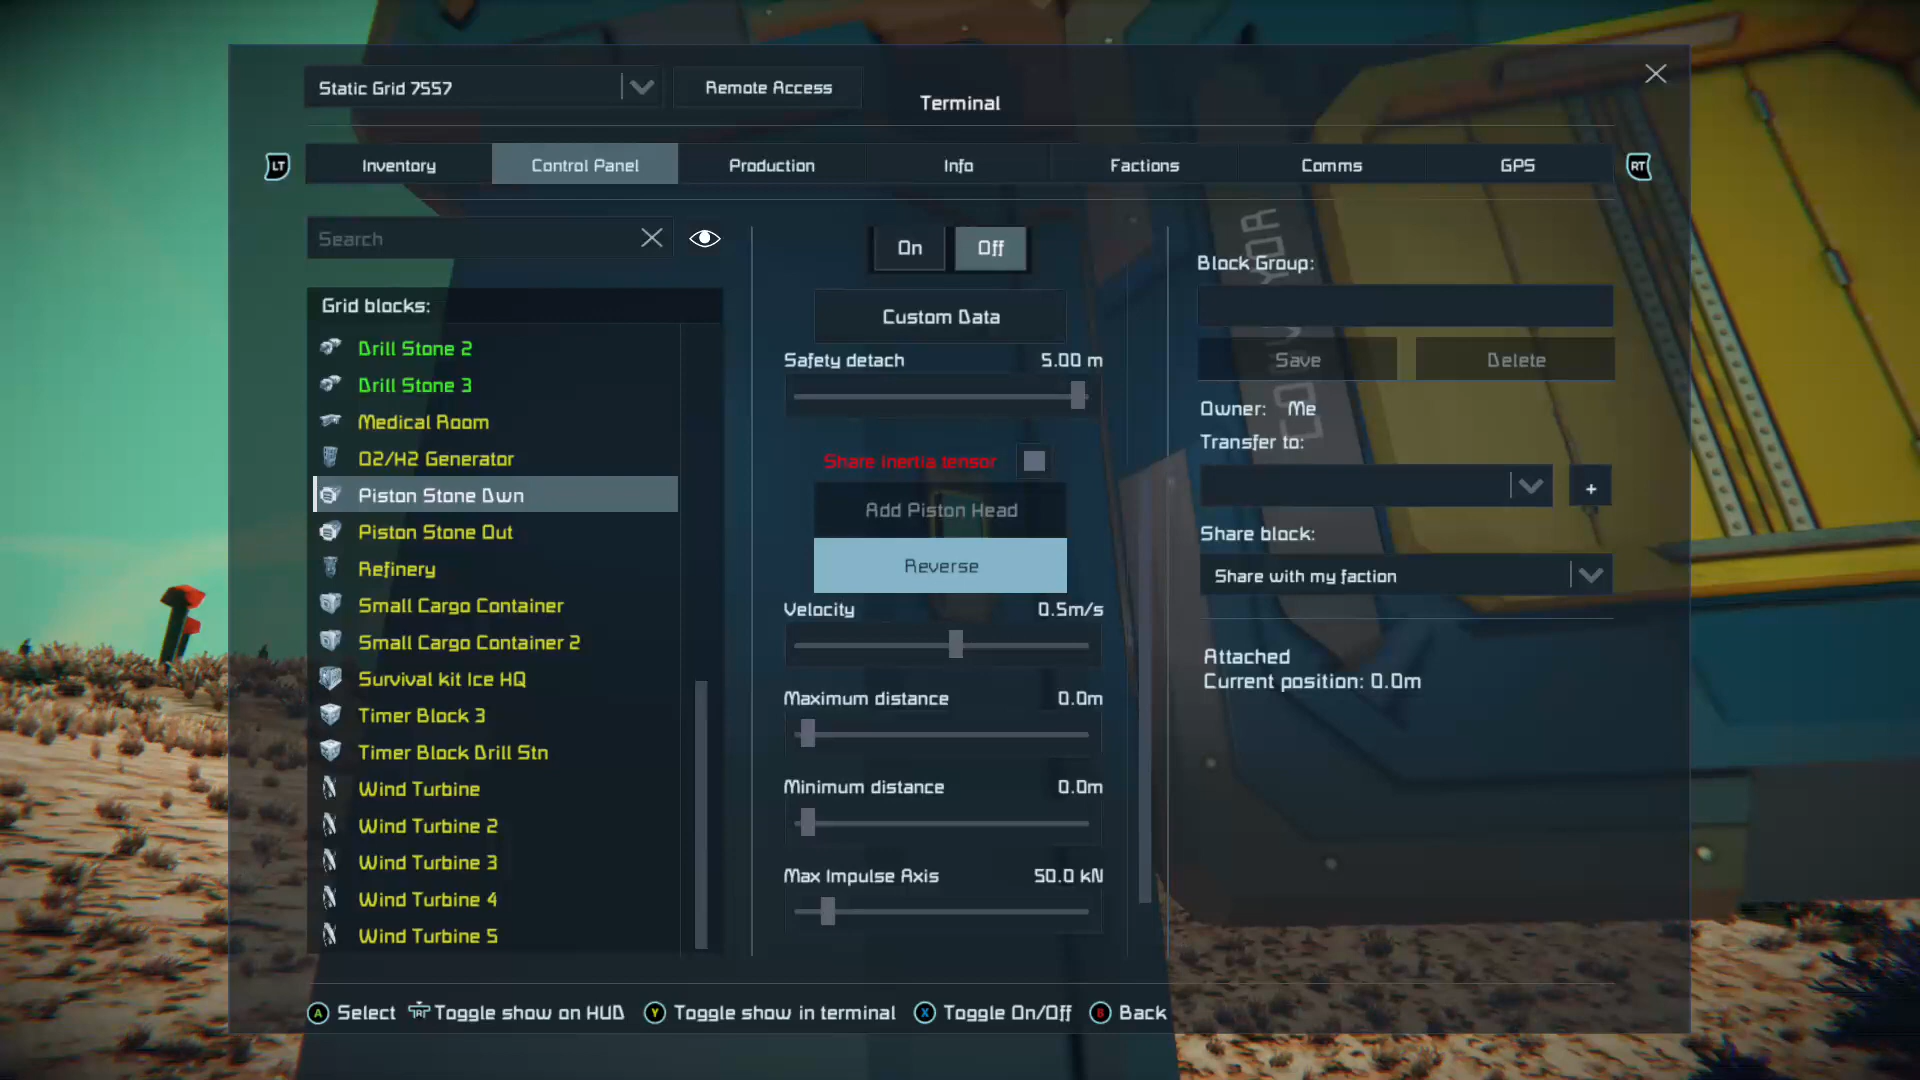 Static Grid 7557
Remote Access
Terminal
LT
Inventory
Control Panel
Production
Info
Factions
Comms
GPS
RT
Search
Grid blocks:
Drill Stone 2
Drill Stone 3
Medical Room
O2/H2 Generator
Piston Stone Dwn
Piston Stone Out
Refinery
Small Cargo Container
Small Cargo Container 2
Survival kit Ice HQ
Timer Block 3
Timer Block Drill Stn
Wind Turbine
Wind Turbine 2
Wind Turbine 3
Wind Turbine 4
Wind Turbine 5
On
Off
Custom Data
Safety detach 5.00 m
Share inertia tensor
Add Piston Head
Reverse
Velocity 0.5m/s
Maximum distance 0.0m
Minimum distance 0.0m
Max Impulse Axis 50.0 kN
Block Group:
Save
Delete
Owner: Me
Transfer to:
+
Share block:
Share with my faction
Attached
Current position: 0.0m
A Select
Toggle show on HUD
Y Toggle show in terminal
X Toggle On/Off
B Back